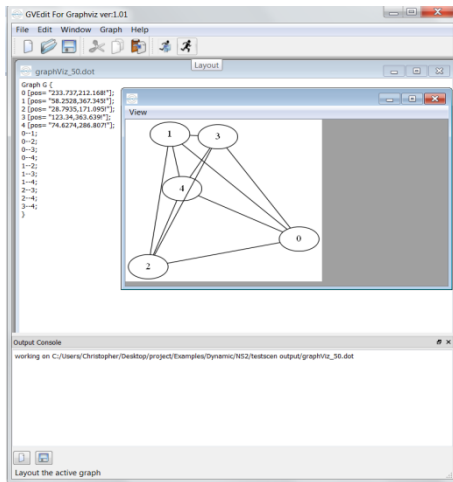 GVEdit For Graphviz ver:1.01
File Edit Window Graph Help
Layout
graphViz_50.dot
Graph G {
0 [pos= "233.737,212.168!"];
1 [pos= "58.2528,367.345!"];
2 [pos= "28.7935,171.095!"];
3 [pos= "123.34,363.639!"];
4 [pos= "74.6274,286.807!"];
0--1;
0--2;
0--3;
0--4;
1--2;
1--3;
1--4;
2--3;
2--4;
3--4;
}
View
1
3
4
0
2
Output Console
working on C:/Users/Christopher/Desktop/project/Examples/Dynamic/NS2/testscen output/graphViz_50.dot
Layout the active graph